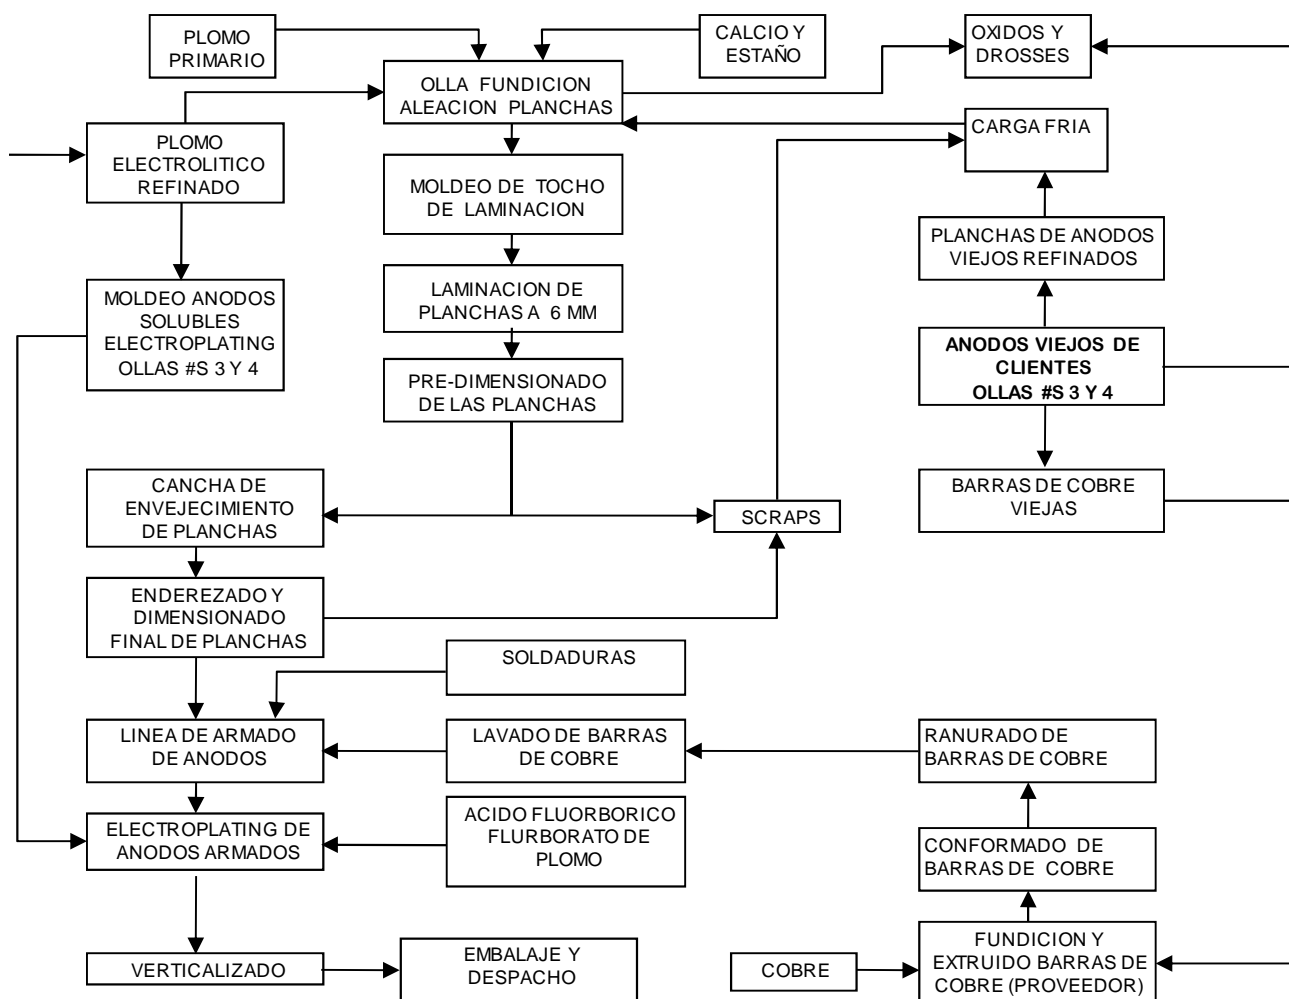 PLOMO
PRIMARIO
CALCIO Y
ESTAÑO
OXIDOS Y
DROSSES
OLLA FUNDICION
ALEACION PLANCHAS
PLOMO
ELECTROLITICO
REFINADO
CARGA FRIA
MOLDEO DE TOCHO
DE LAMINACION
PLANCHAS DE ANODOS
VIEJOS REFINADOS
MOLDEO ANODOS
SOLUBLES
ELECTROPLATING
OLLAS #S 3 Y 4
LAMINACION DE
PLANCHAS A 6 MM
ANODOS VIEJOS DE
CLIENTES
OLLAS #S 3 Y 4
PRE-DIMENSIONADO
DE LAS PLANCHAS
CANCHA DE
ENVEJECIMIENTO
DE PLANCHAS
SCRAPS
BARRAS DE COBRE
VIEJAS
ENDEREZADO Y
DIMENSIONADO
FINAL DE PLANCHAS
SOLDADURAS
LINEA DE ARMADO
DE ANODOS
LAVADO DE BARRAS
DE COBRE
RANURADO DE
BARRAS DE COBRE
ELECTROPLATING DE
ANODOS ARMADOS
ACIDO FLUORBORICO
FLURBORATO DE
PLOMO
CONFORMADO DE
BARRAS DE COBRE
VERTICALIZADO
EMBALAJE Y
DESPACHO
COBRE
FUNDICION Y
EXTRUIDO BARRAS DE
COBRE (PROVEEDOR)